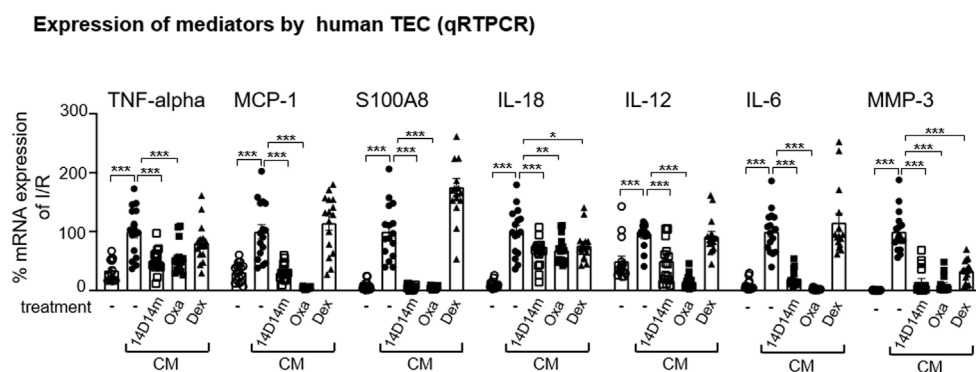 Expression of mediators by human TEC (qRTPCR)
TNF-alpha MCP-1 S100A8 IL-18 IL-12 IL-6 MMP-3
% mRNA expression
of I/R
300
200
100
0
*** *** ***
*** *** ***
*** *** ***
*** *** ** *
*** *** ***
*** *** ***
*** *** *** ***
treatment - - 14D14m Oxa Dex - - 14D14m Oxa Dex - - 14D14m Oxa Dex - - 14D14m Oxa Dex - - 14D14m Oxa Dex - - 14D14m Oxa Dex - - 14D14m Oxa Dex
CM CM CM CM CM CM CM